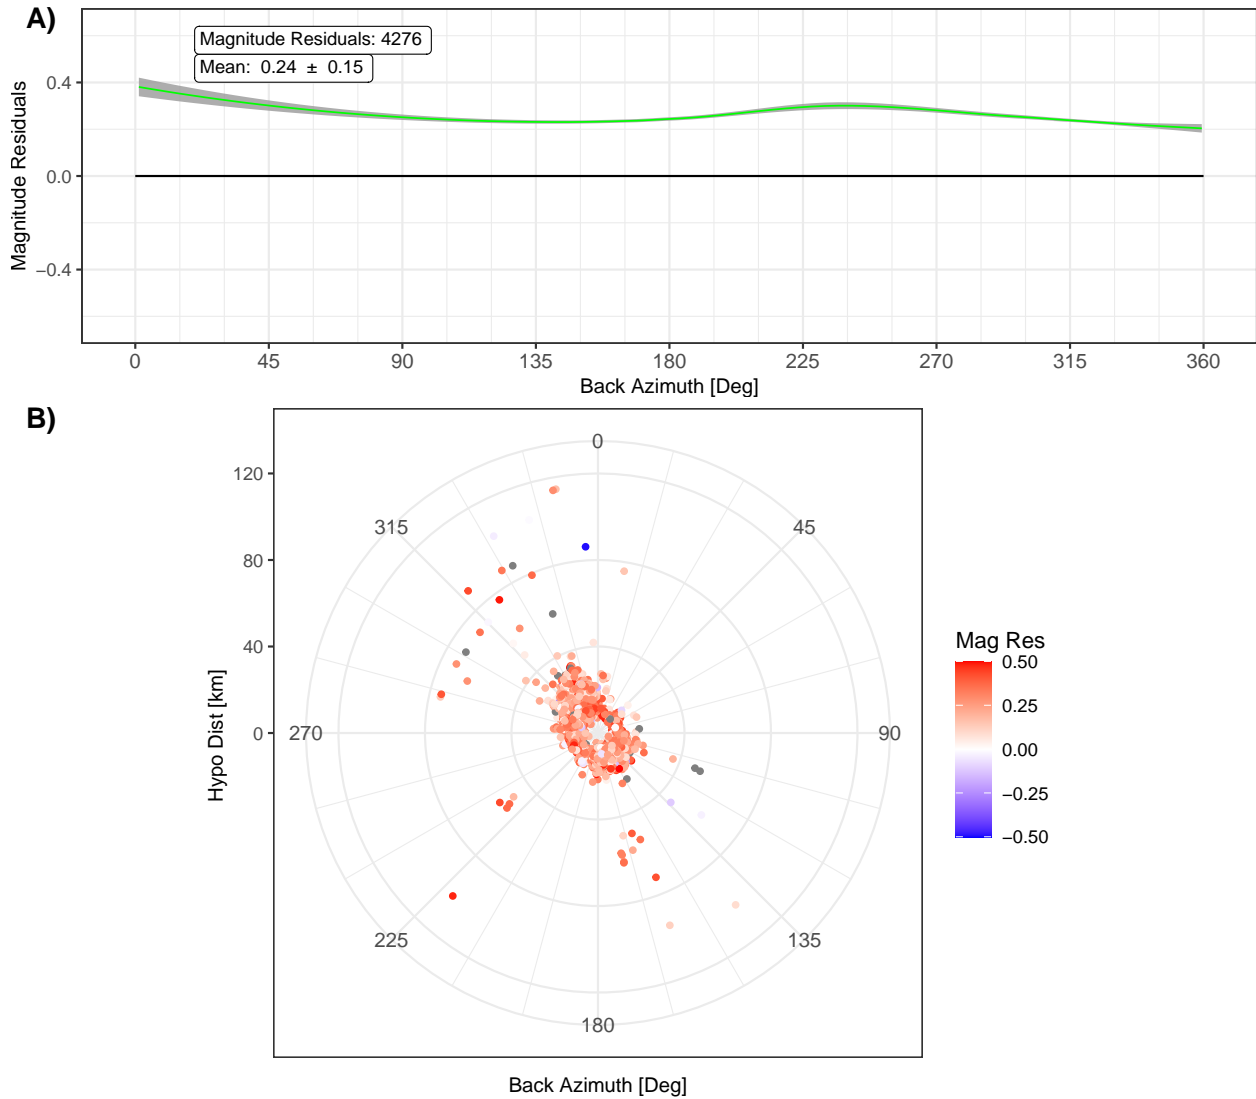 A)
Magnitude Residuals: 4276
Mean:  0.24  ±  0.15
Magnitude Residuals
0.4
0.0
−0.4
0 45 90 135 180 225 270 315 360
Back Azimuth [Deg]
B)
Hypo Dist [km]
120
80
40
0
0
45
90
135
180
225
270
315
Back Azimuth [Deg]
Mag Res
0.50
0.25
0.00
−0.25
−0.50